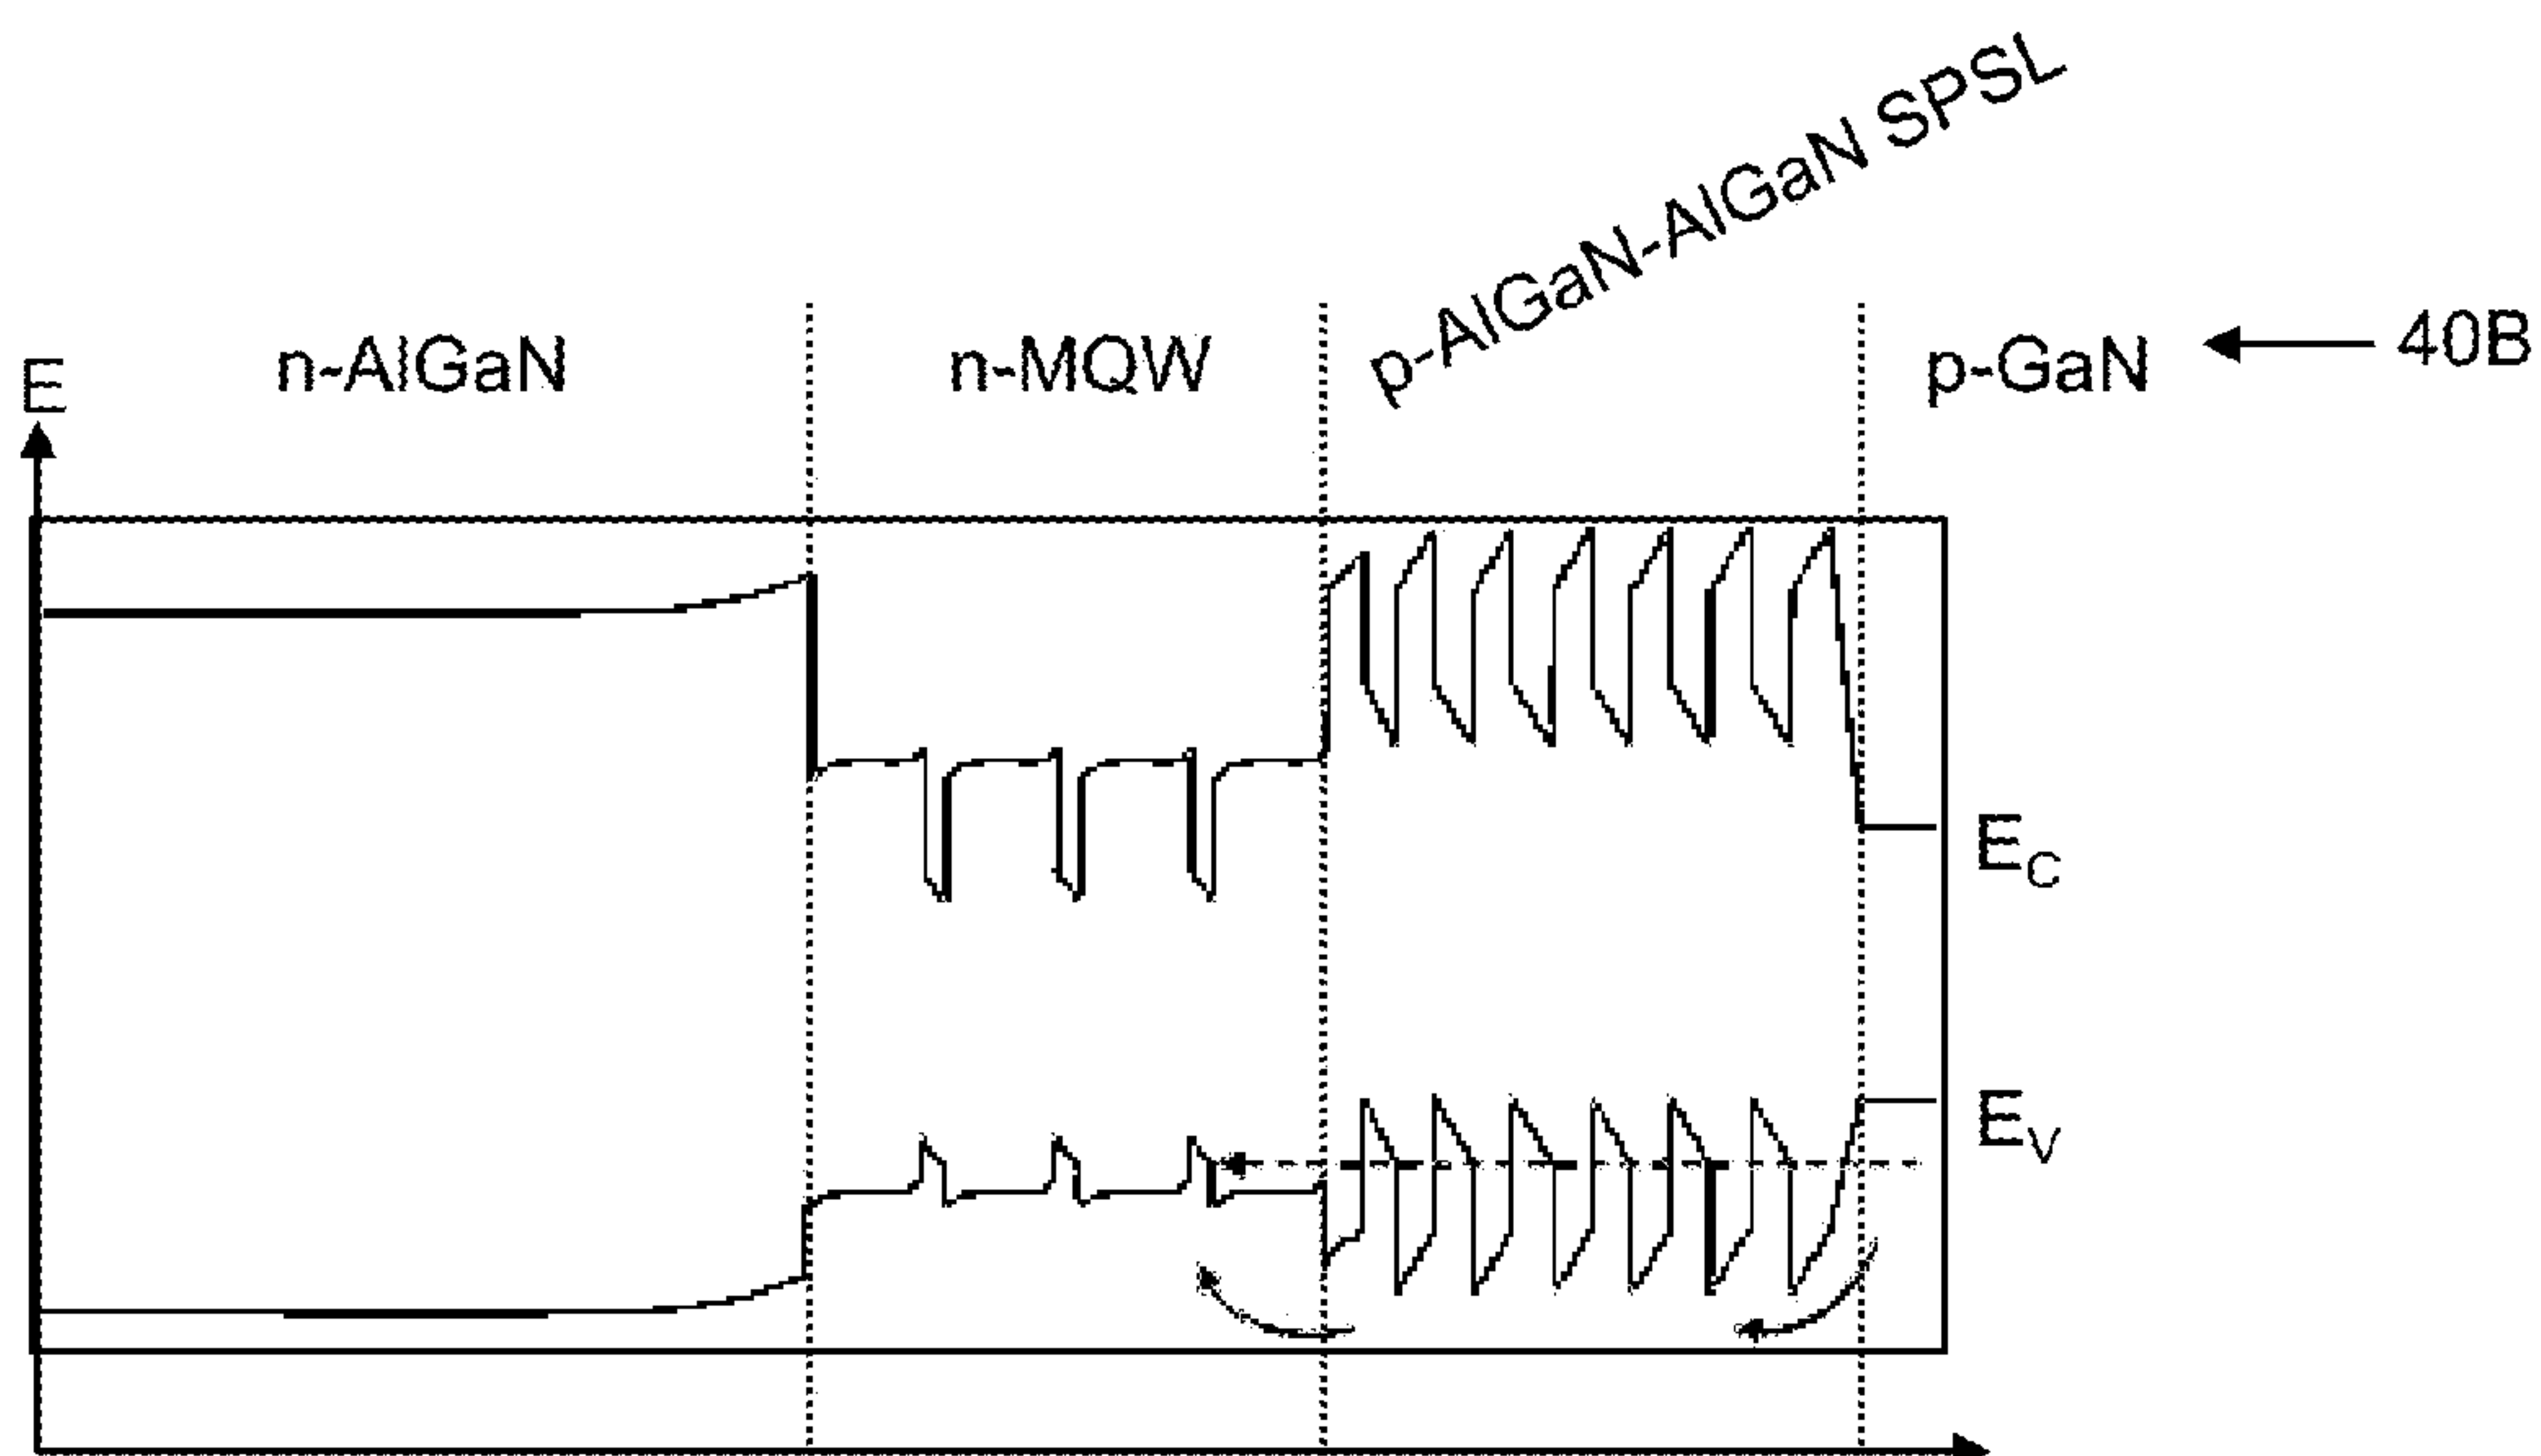 p-AlGaN-AlGaN SPSL
E
n-AlGaN
n-MQW
p-GaN
40B
E_C
E_V